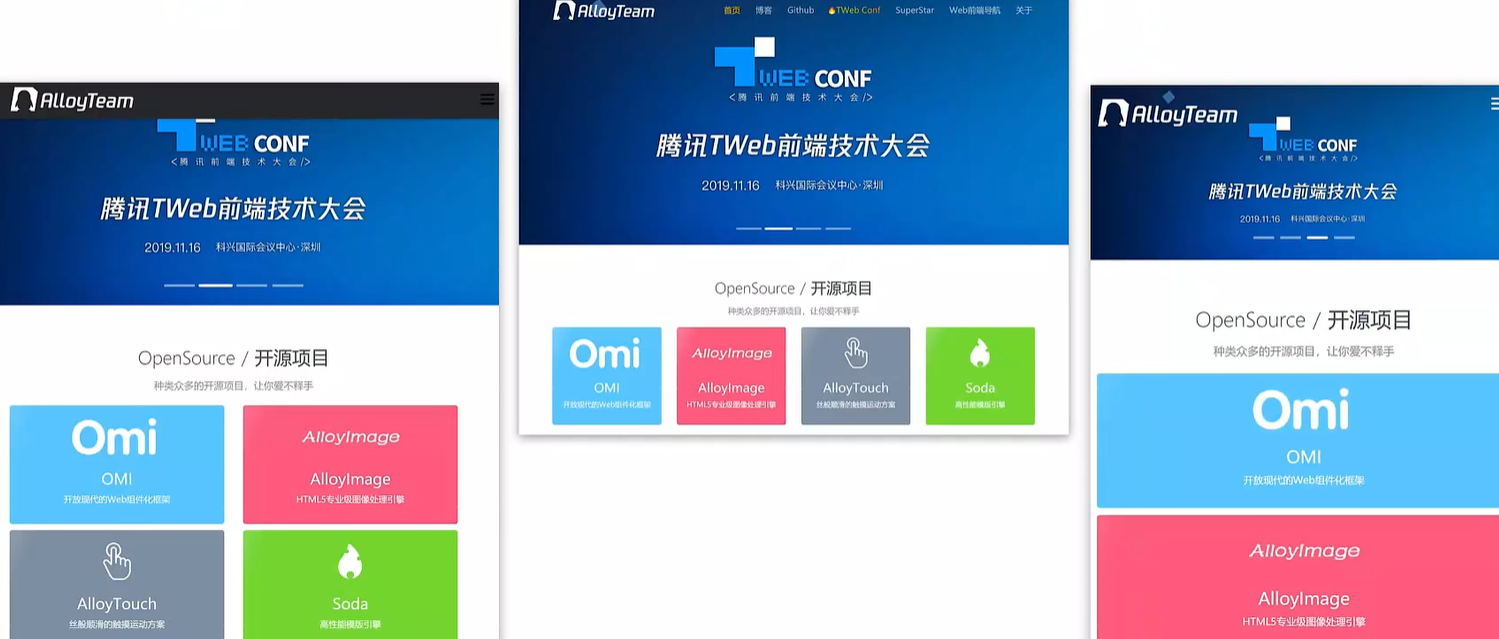 AlloyTeam
WEB CONF
<腾讯前端技术大会/>
腾讯TWeb前端技术大会
2019.11.16 科兴国际会议中心·深圳
OpenSource / 开源项目
种类众多的开源项目，让你爱不释手
Omi
OMI
开放现代的Web组件化框架
AlloyImage
AlloyImage
HTML5专业级图像处理引擎
AlloyTouch
丝般顺滑的触摸运动方案
Soda
高性能模版引擎
AlloyTeam
首页 博客 Github TWeb Conf SuperStar Web前端导航 关于
WEB CONF
<腾讯前端技术大会/>
腾讯TWeb前端技术大会
2019.11.16 科兴国际会议中心·深圳
OpenSource / 开源项目
种类众多的开源项目，让你爱不释手
Omi
OMI
开放现代的Web组件化框架
AlloyImage
AlloyImage
HTML5专业级图像处理引擎
AlloyTouch
丝般顺滑的触摸运动方案
Soda
高性能模版引擎
AlloyTeam
WEB CONF
<腾讯前端技术大会/>
腾讯TWeb前端技术大会
2019.11.16 科兴国际会议中心·深圳
OpenSource / 开源项目
种类众多的开源项目，让你爱不释手
Omi
OMI
开放现代的Web组件化框架
AlloyImage
AlloyImage
HTML5专业级图像处理引擎